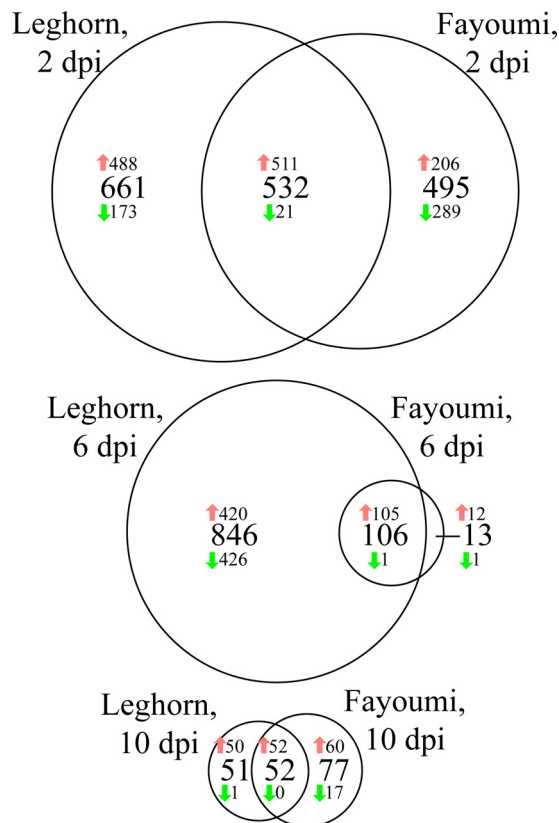 Leghorn,
2 dpi
Fayoumi,
2 dpi
488
661
173
511
532
21
206
495
289
Leghorn,
6 dpi
Fayoumi,
6 dpi
420
846
426
105
106
1
12
13
1
Leghorn,
10 dpi
Fayoumi,
10 dpi
50
51
1
52
52
0
60
77
17